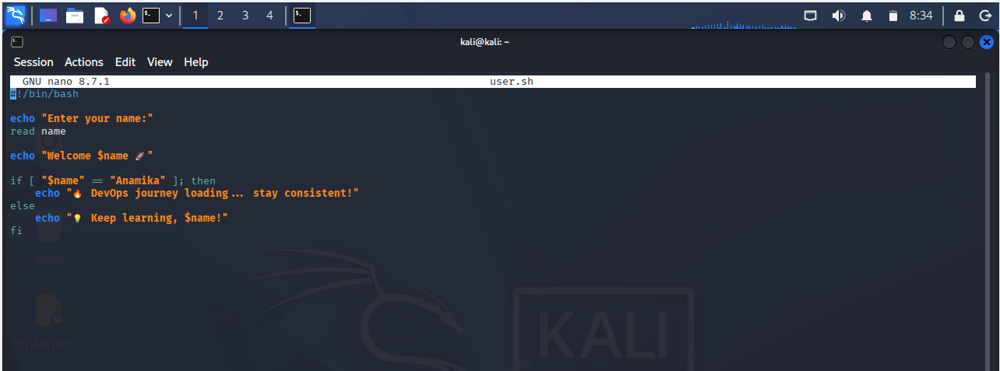 1 2 3 4 8:34
kali@kali: ~
Session Actions Edit View Help
GNU nano 8.7.1 user.sh
#!/bin/bash
echo "Enter your name:"
read name
echo "Welcome $name 🚀"
if [ "$name" == "Anamika" ]; then
echo "🔥 DevOps journey loading... stay consistent!"
else
echo "💡 Keep learning, $name!"
fi
Trash
my-keypair...
KALI